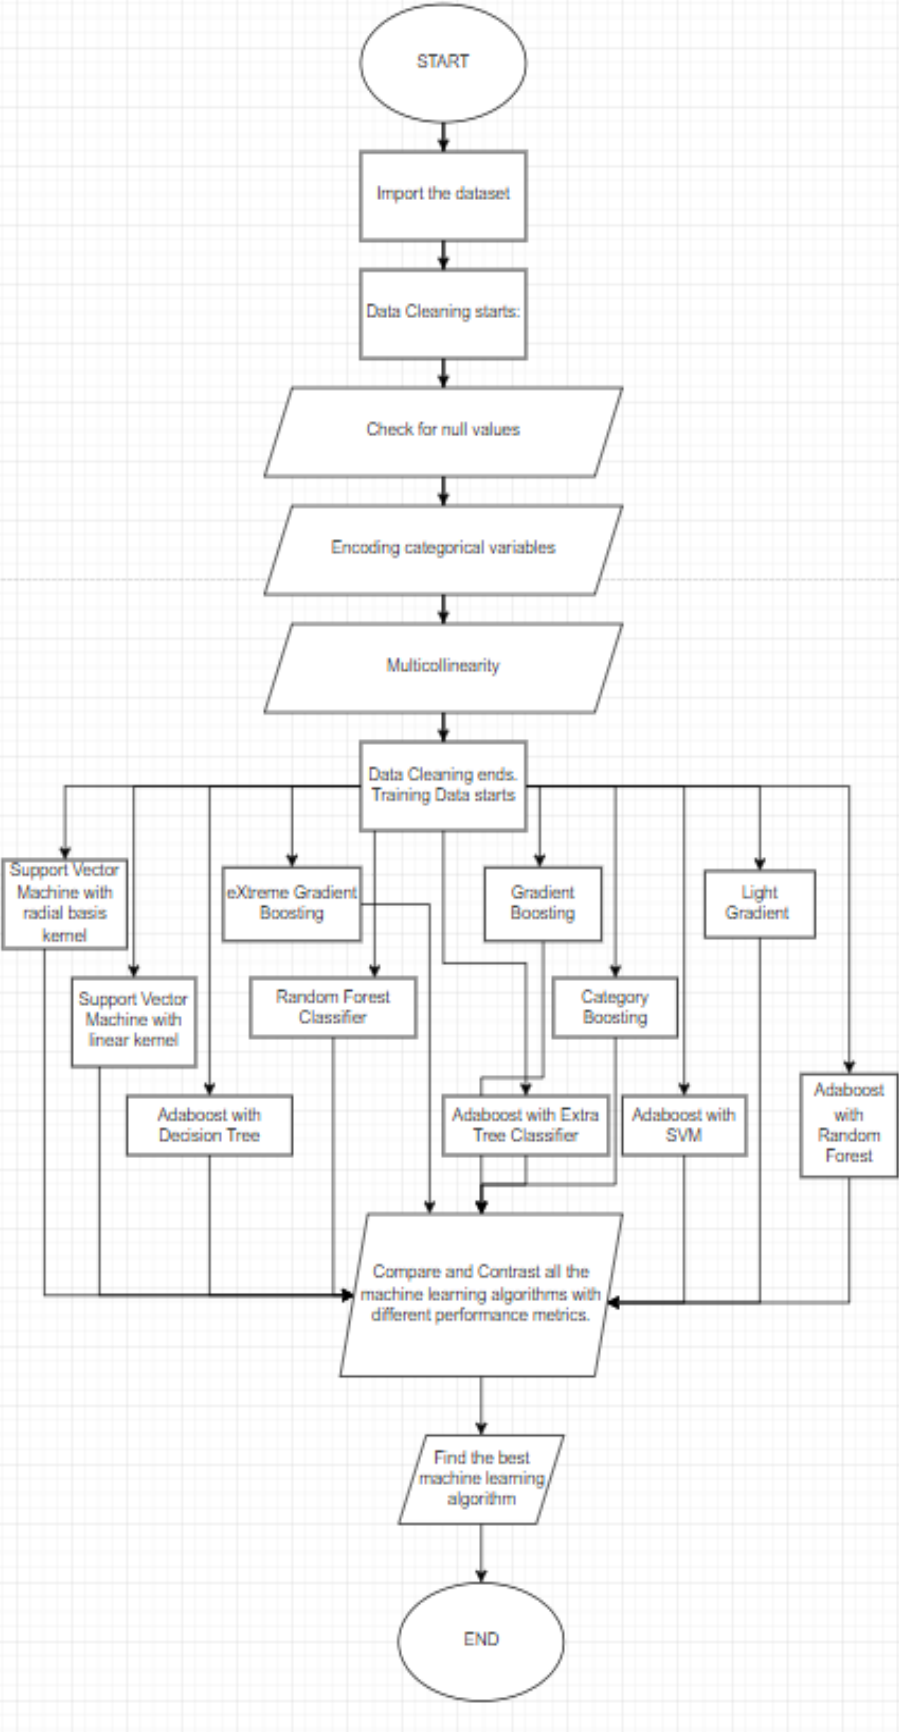 START
Import the dataset
Data Cleaning starts:
Check for null values
Encoding categorical variables
Multicollinearity
Data Cleaning ends.
Training Data starts
Support Vector
Machine with
radial basis
kernel
eXtreme Gradient
Boosting
Gradient
Boosting
Light
Gradient
Support Vector
Machine with
linear kernel
Random Forest
Classifier
Category
Boosting
Adaboost with
Decision Tree
Adaboost with Extra
Tree Classifier
Adaboost with
SVM
Adaboost
with
Random
Forest
Compare and Contrast all the
machine learning algorithms with
different performance metrics.
Find the best
machine learning
algorithm
END